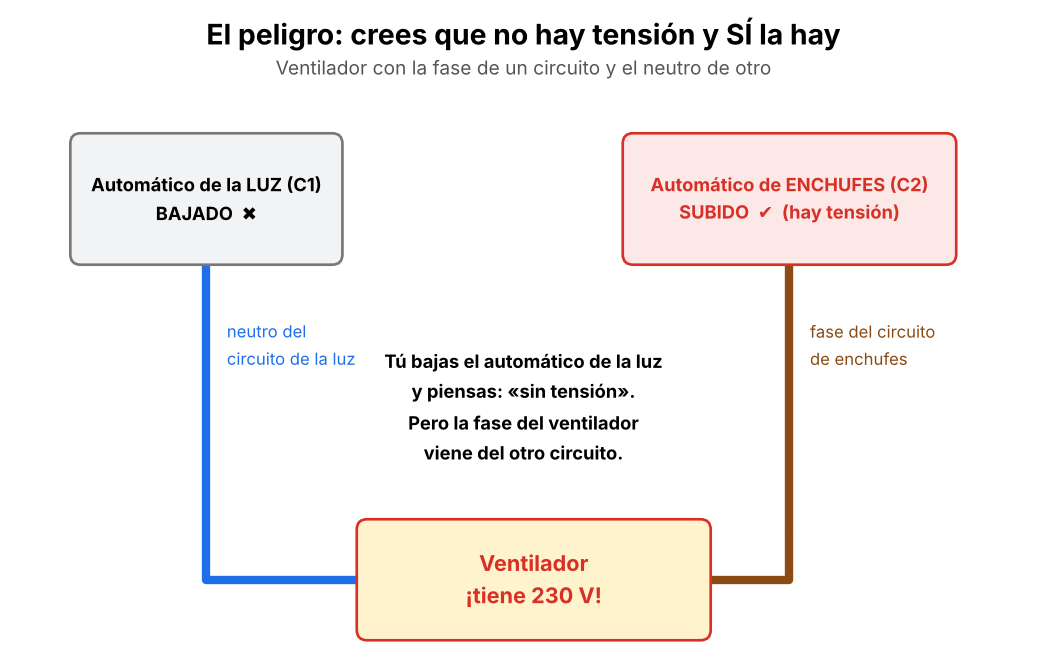 El peligro: crees que no hay tensión y SÍ la hay
Ventilador con la fase de un circuito y el neutro de otro
Automático de la LUZ (C1)
BAJADO ✖
Automático de ENCHUFES (C2)
SUBIDO ✔ (hay tensión)
neutro del
circuito de la luz
fase del circuito
de enchufes
Tú bajas el automático de la luz
y piensas: «sin tensión».
Pero la fase del ventilador
viene del otro circuito.
Ventilador
¡tiene 230 V!